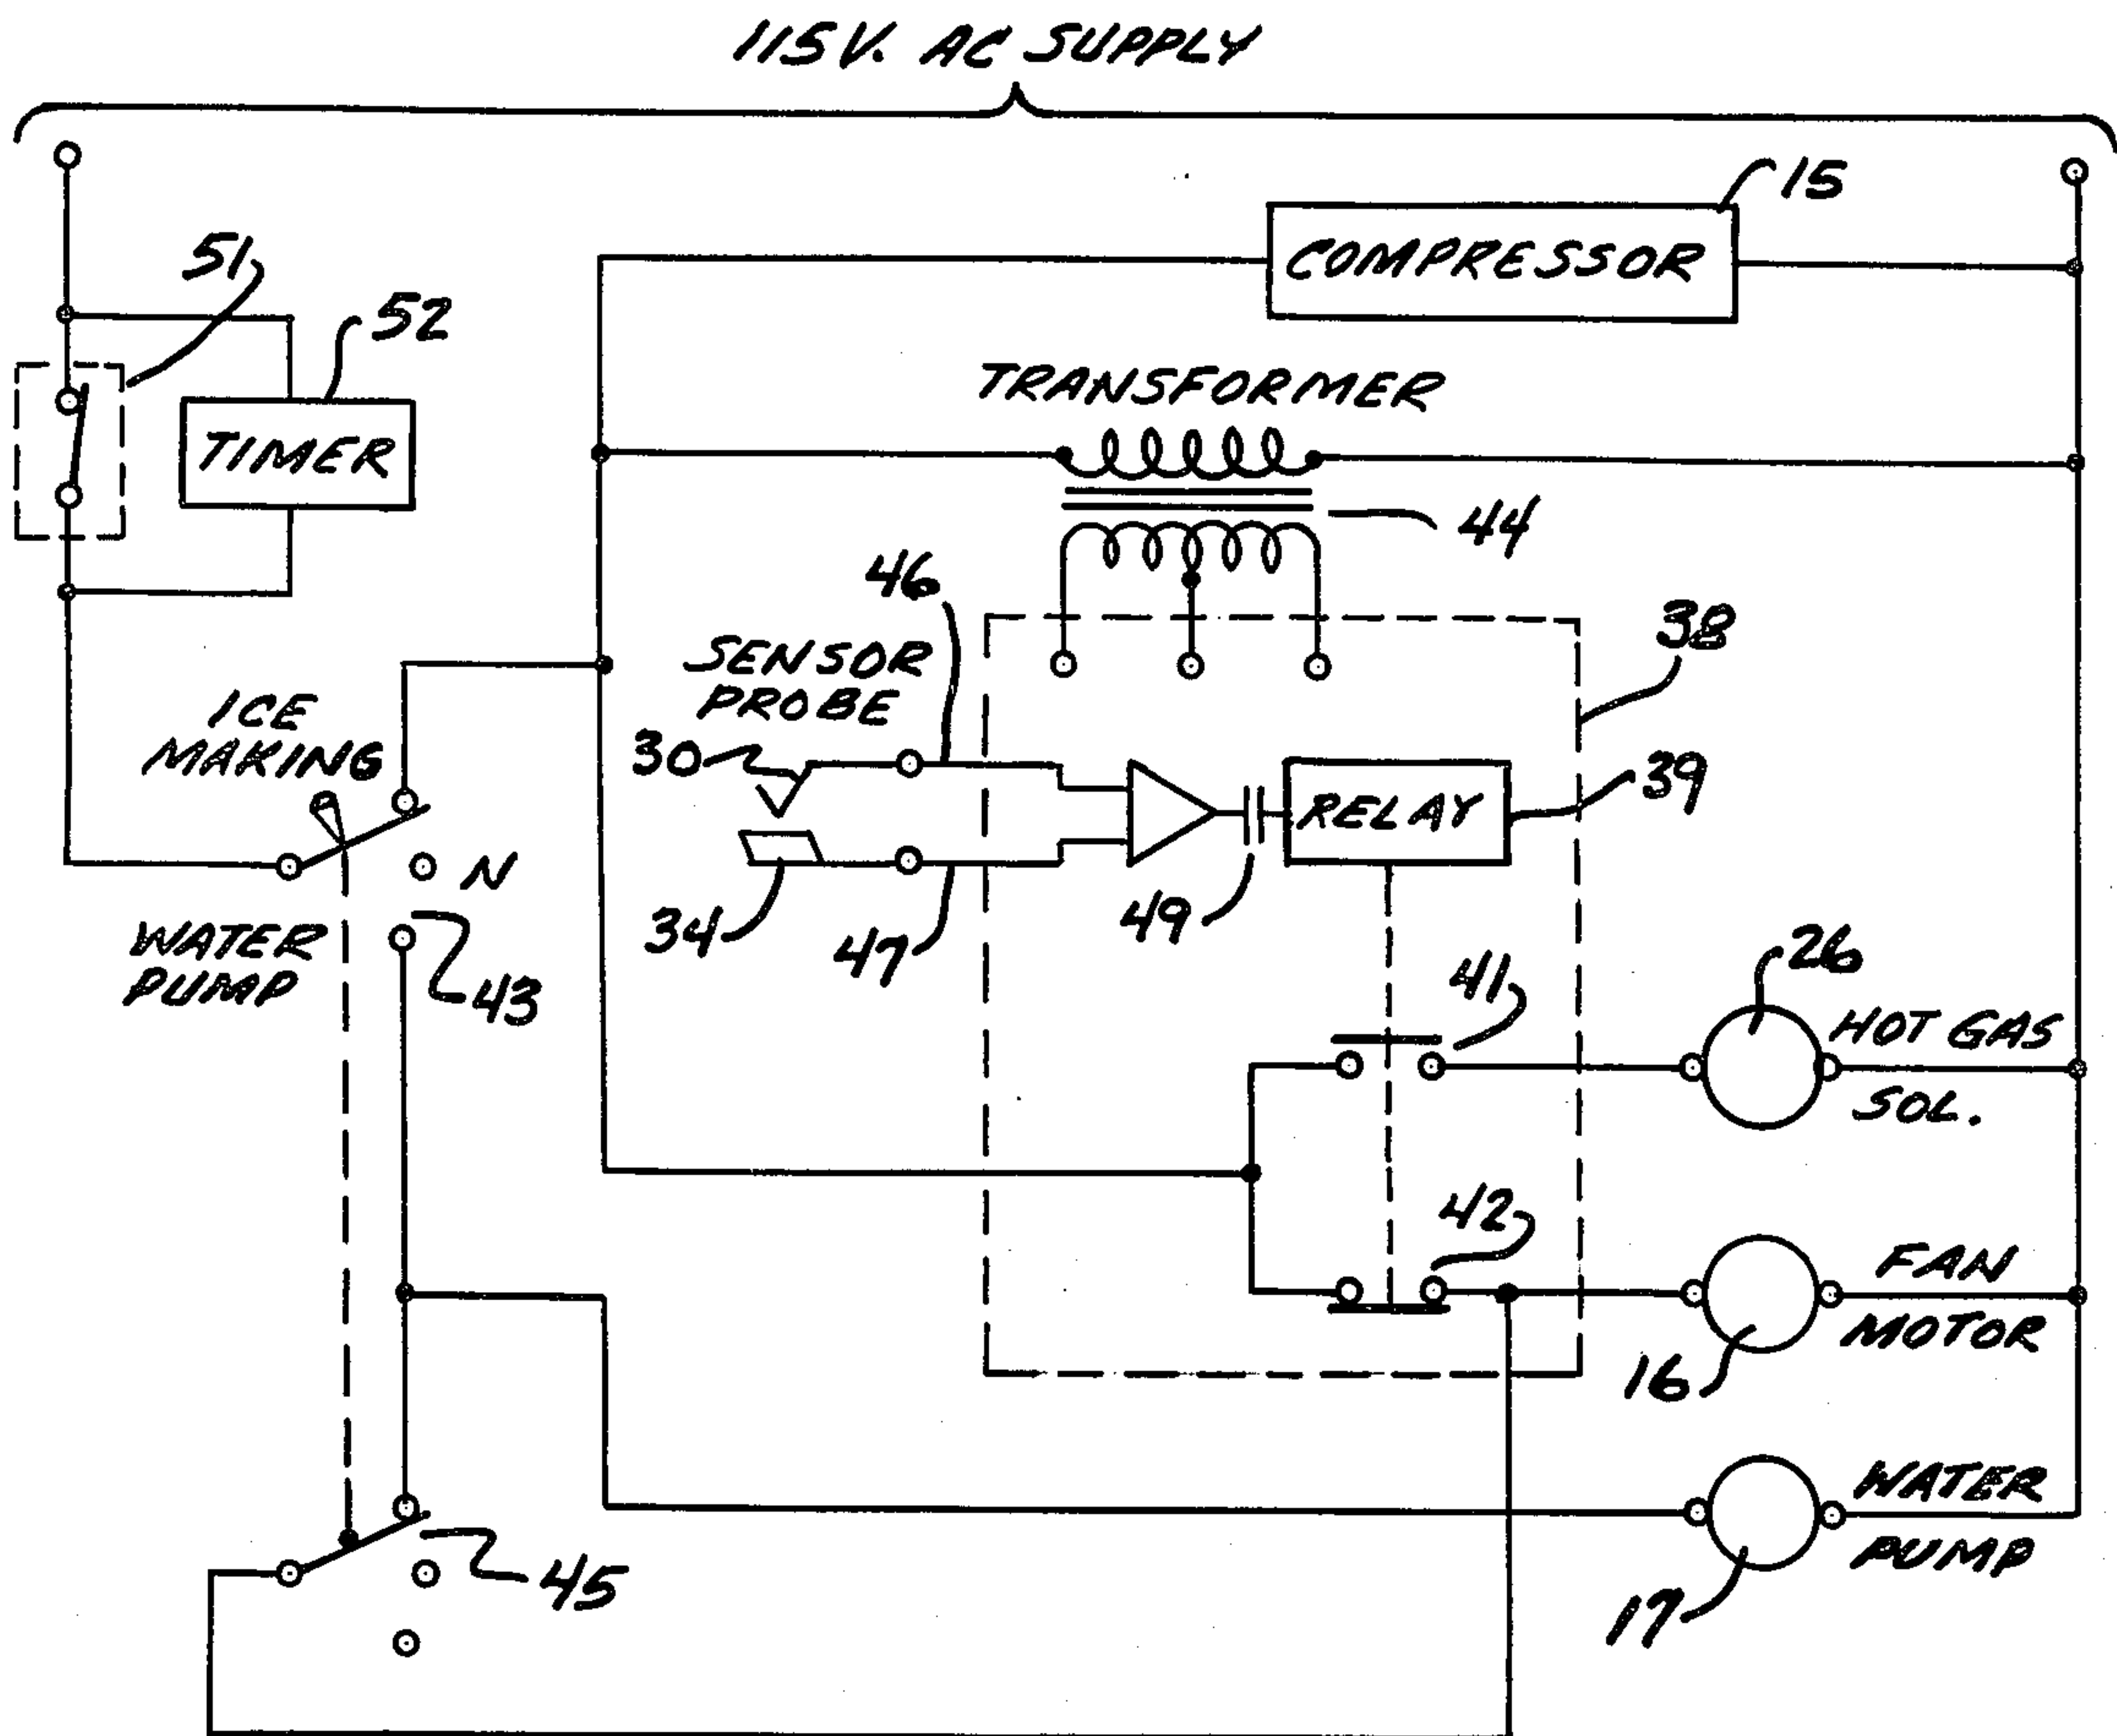 115V. AC SUPPLY
15
COMPRESSOR
51
52
TIMER
TRANSFORMER
44
46
38
SENSOR
PROBE
ICE
MAKING
30
RELAY
39
N
34
47
49
WATER
PUMP
43
41
26
HOT GAS
SOL.
42
FAN
MOTOR
16
WATER
PUMP
45
17